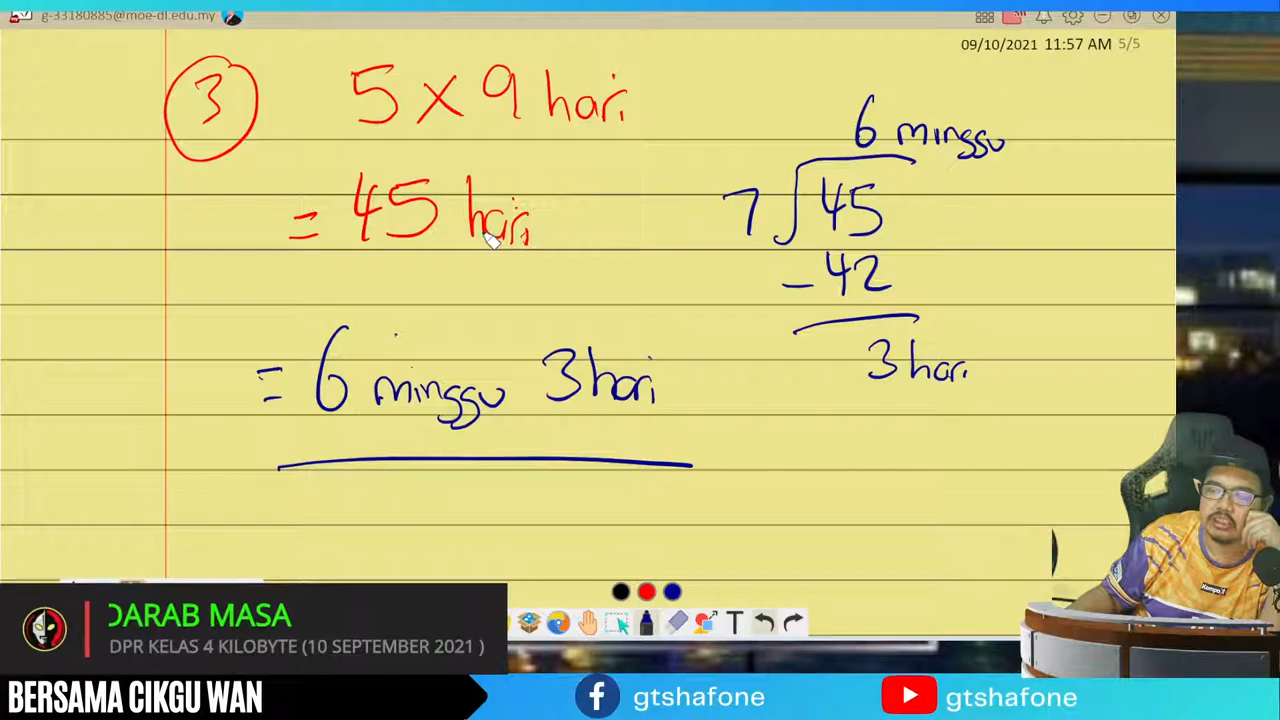 g-33180885@moe-dl.edu.my
09/10/2021 11:57 AM 5/5
3 5 × 9 hari
= 45 hari
= 6 minggu 3 hari
6 minggu
7 45
- 42
3 hari
DARAB MASA
DPR KELAS 4 KILOBYTE (10 SEPTEMBER 2021 )
T
BERSAMA CIKGU WAN
gtshafone
gtshafone